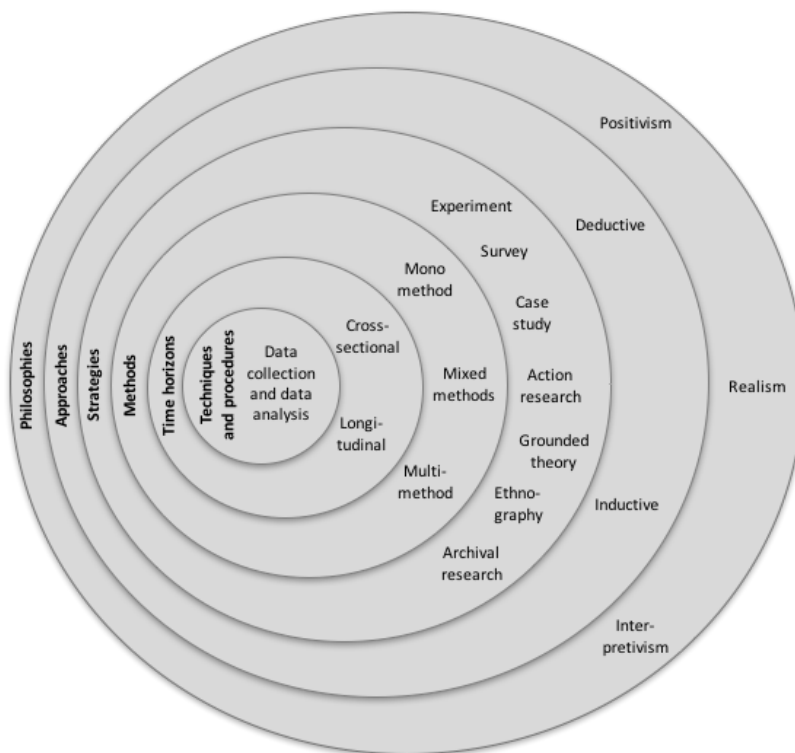 Philosophies
Approaches
Strategies
Methods
Time horizons
Techniques
and procedures
Data
collection
and data
analysis
Cross-
sectional
Longi-
tudinal
Mono
method
Mixed
methods
Multi-
method
Experiment
Survey
Case
study
Action
research
Grounded
theory
Ethno-
graphy
Archival
research
Deductive
Inductive
Positivism
Realism
Inter-
pretivism